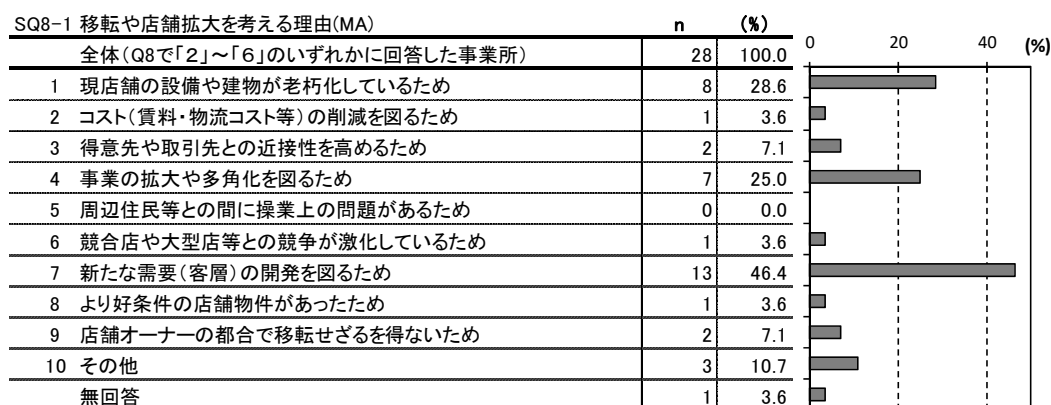 SQ8-1 移転や店舗拡大を考える理由(MA) n (%)
全体(Q8で「2」～「6」のいずれかに回答した事業所) 28 100.0
0 20 40 (%)
1 現店舗の設備や建物が老朽化しているため 8 28.6
2 コスト(賃料・物流コスト等)の削減を図るため 1 3.6
3 得意先や取引先との近接性を高めるため 2 7.1
4 事業の拡大や多角化を図るため 7 25.0
5 周辺住民等との間に操業上の問題があるため 0 0.0
6 競合店や大型店等との競争が激化しているため 1 3.6
7 新たな需要(客層)の開発を図るため 13 46.4
8 より好条件の店舗物件があったため 1 3.6
9 店舗オーナーの都合で移転せざるを得ないため 2 7.1
10 その他 3 10.7
無回答 1 3.6